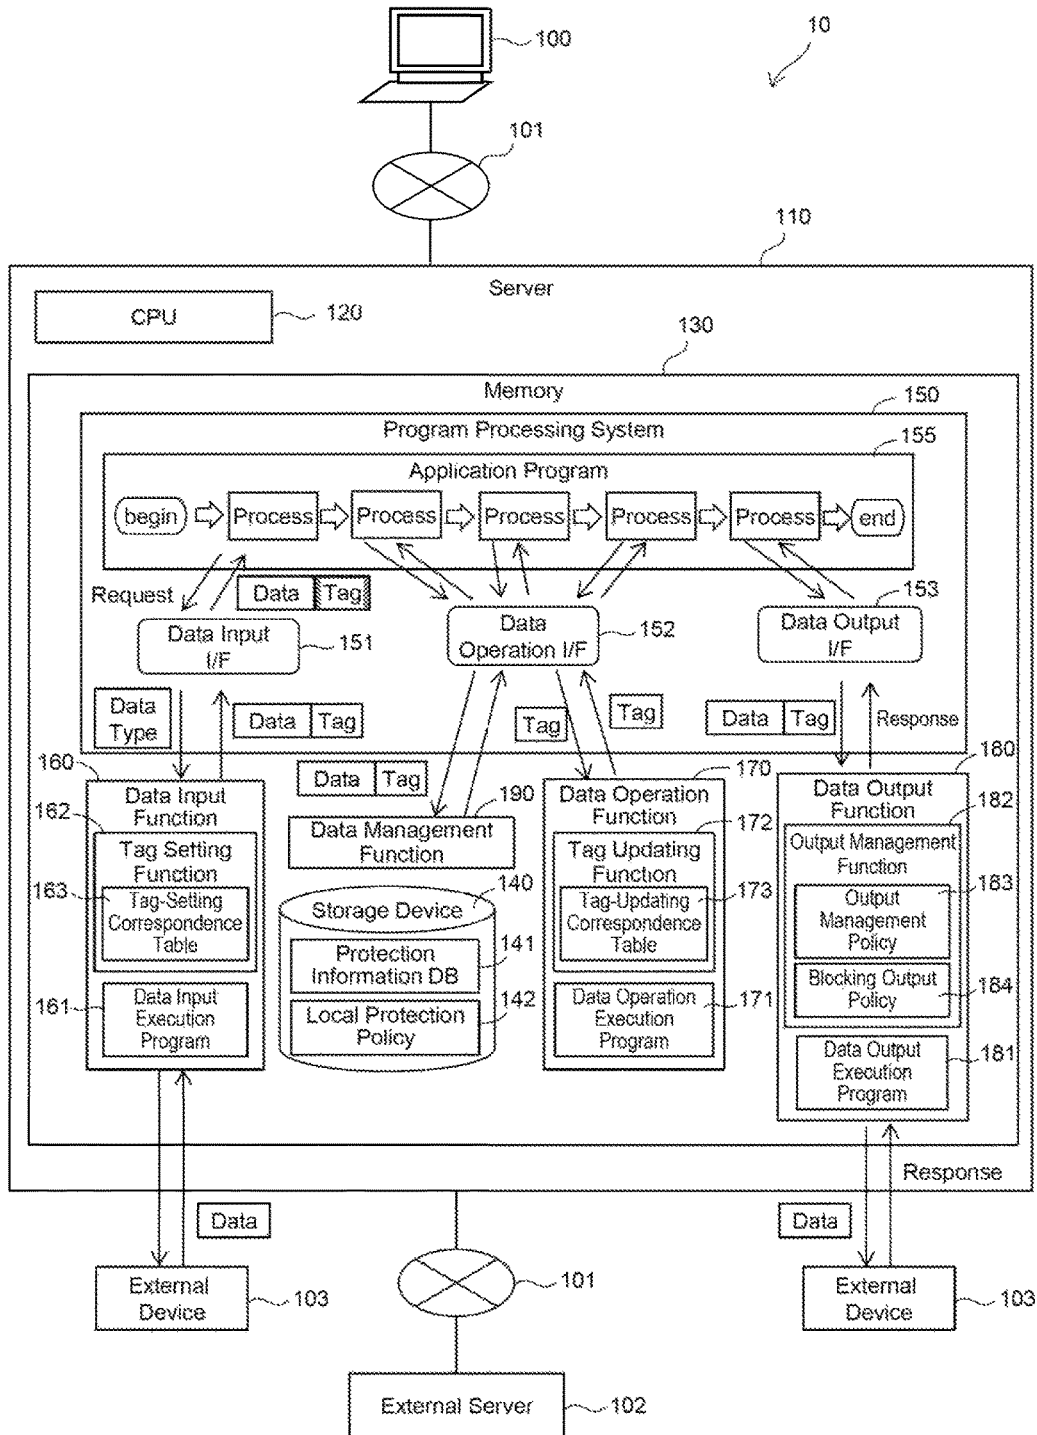 100
10
101
110
Server
CPU
120
130
Memory
150
Program Processing System
155
Application Program
begin
Process
Process
Process
Process
Process
end
Request
Data
Tag
153
Data Input
I/F
151
Data
Operation I/F
152
Data Output
I/F
Data
Type
Data
Tag
Tag
Tag
Data
Tag
Response
160
Data Input
Function
162
Tag Setting
Function
163
Tag-Setting
Correspondence
Table
161
Data Input
Execution
Program
Data
Tag
190
Data Management
Function
140
Storage Device
Protection
Information DB
141
Local Protection
Policy
142
170
Data Operation
Function
172
Tag Updating
Function
173
Tag-Updating
Correspondence
Table
Data Operation
Execution
Program
171
180
Data Output
Function
182
Output Management
Function
183
Output
Management
Policy
Blocking Output
Policy
184
Data Output
Execution
Program
181
Response
Data
Data
External
Device
103
101
External
Device
103
External Server
102